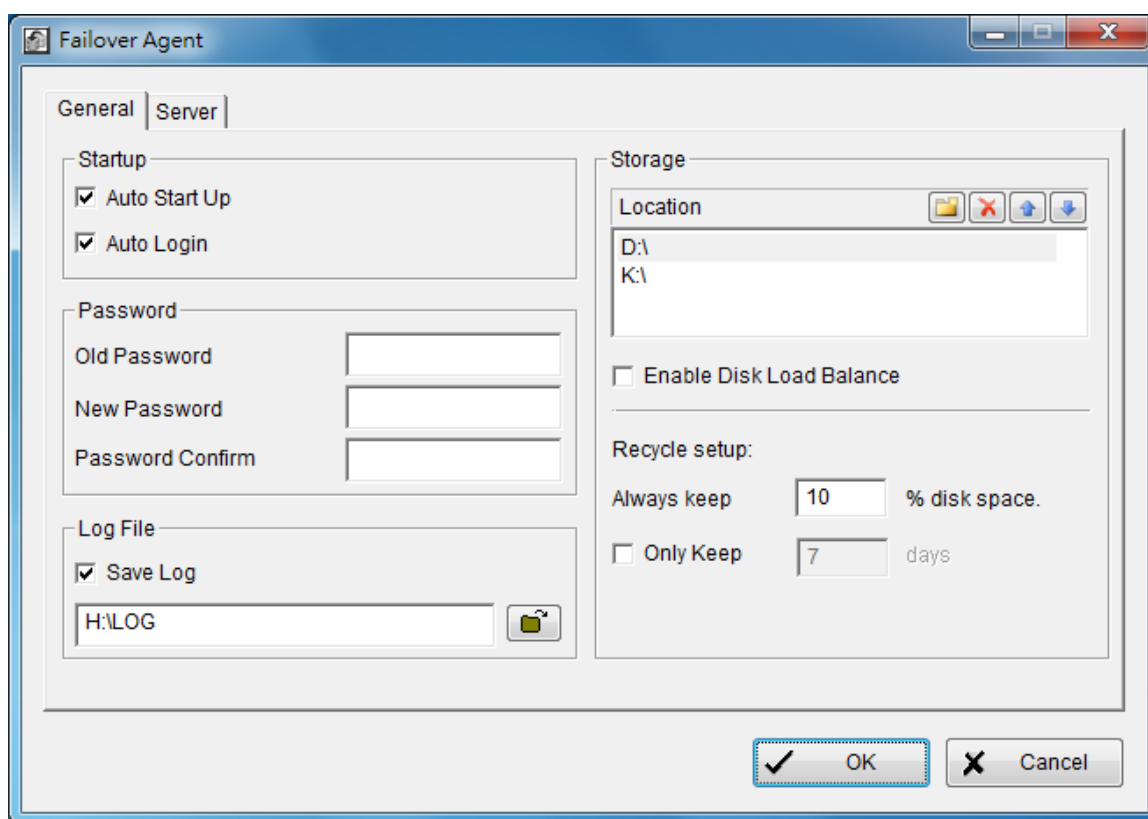 Failover Agent
General
Server
Startup
Auto Start Up
Auto Login
Password
Old Password
New Password
Password Confirm
Log File
Save Log
H:\LOG
Storage
Location
D:\
K:\
Enable Disk Load Balance
Recycle setup:
Always keep 10 % disk space.
Only Keep 7 days
OK
Cancel